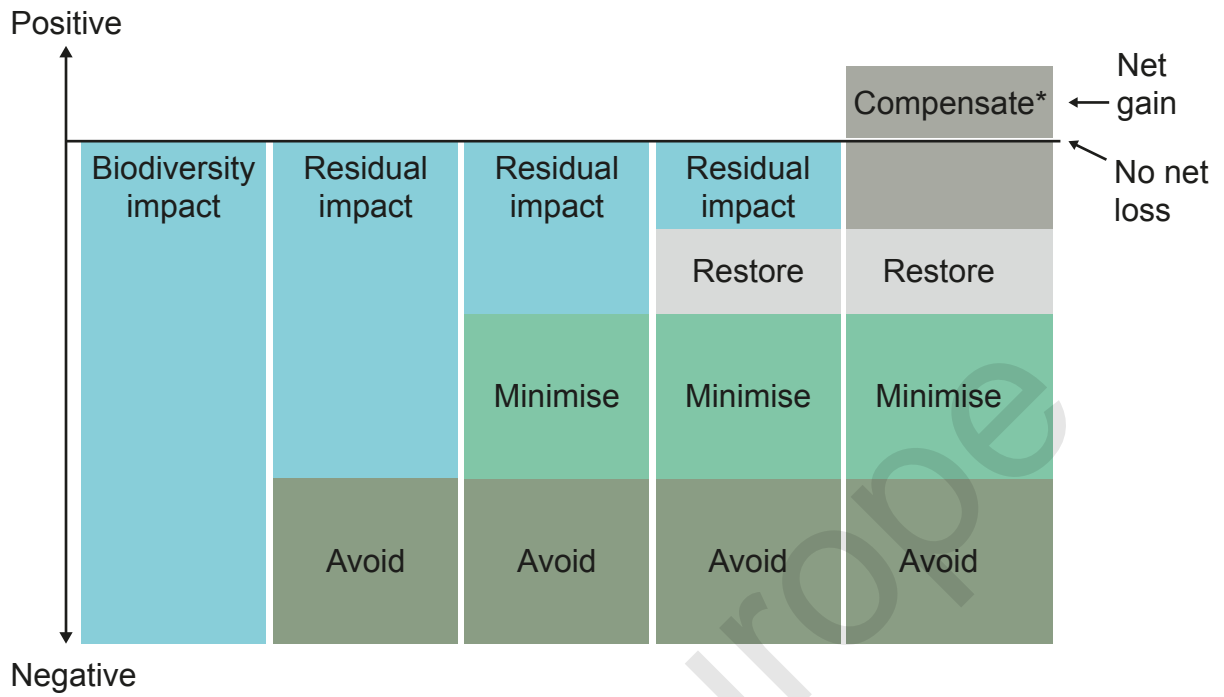 Positive
Compensate*
Net
gain
Biodiversity
impact
Residual
impact
Residual
impact
Residual
impact
No net
loss
Restore
Restore
Minimise
Minimise
Minimise
Avoid
Avoid
Avoid
Avoid
Negative
urope